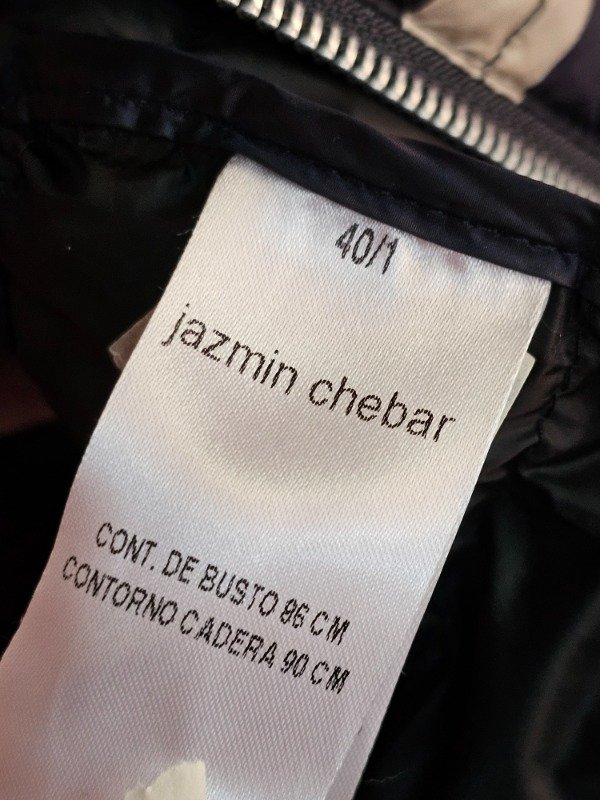 40/1
jazmin chebar
CONT. DE BUSTO 86 CM
CONTORNO CADERA 90 CM